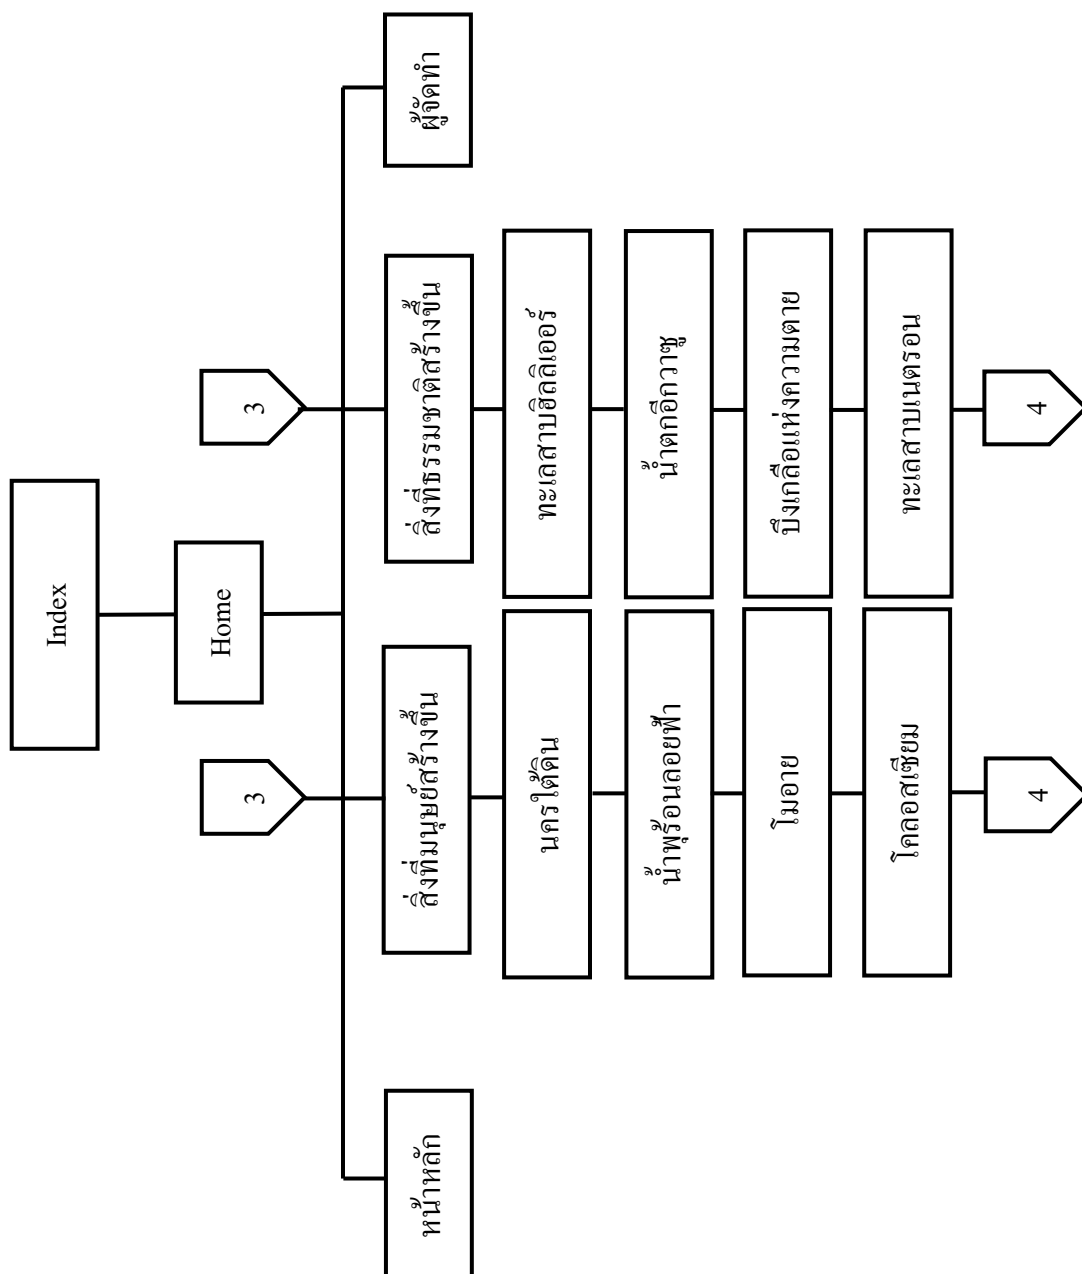 Index
Home
3
3
หน้าหลัก
สิ่งที่มนุษย์สร้างขึ้น
สิ่งที่ธรรมชาติสร้างขึ้น
ผู้จัดทำ
นครใต้ดิน
ทะเลสาบฮิลลิเออร์
น้ำพุร้อนลอยฟ้า
น้ำตกอีกวาซู
โมอาย
บึงเกลือแห่งความตาย
โคลอสเซียม
ทะเลสาบเนตรอน
4
4